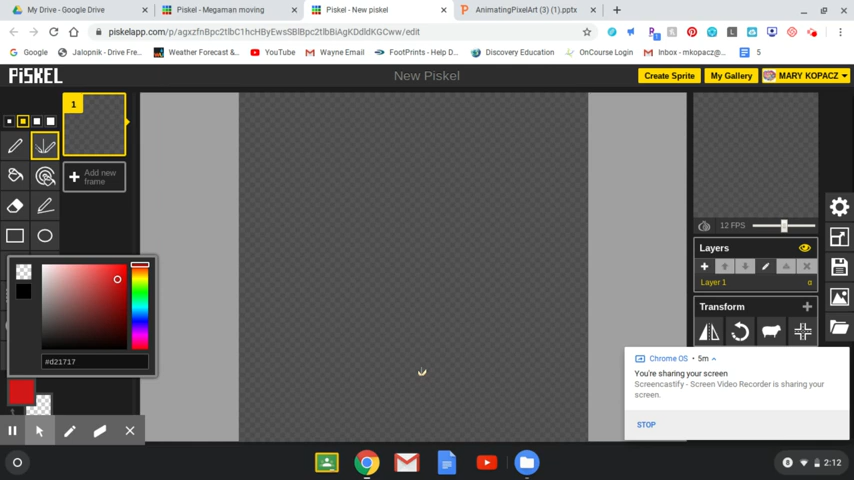 My Drive - Google Drive
Piskel - Megaman moving
Piskel - New piskel
AnimatingPixelArt (3) (1).pptx
piskelapp.com/p/agxzfnBpc2tlbC1hcHByEwsSBlBpc2tlbBiAgKDdldKGCww/edit
Google
Jalopnik - Drive Fre...
Weather Forecast &...
YouTube
Wayne Email
FootPrints - Help D...
Discovery Education
OnCourse Login
Inbox - mkopacz@...
5
PiSKEL
New Piskel
Create Sprite
My Gallery
MARY KOPACZ
1
Add new
frame
12 FPS
Layers
Layer 1
α
Transform
#d21717
Chrome OS • 5m
You're sharing your screen
Screencastify - Screen Video Recorder is sharing your
screen.
STOP
8
2:12